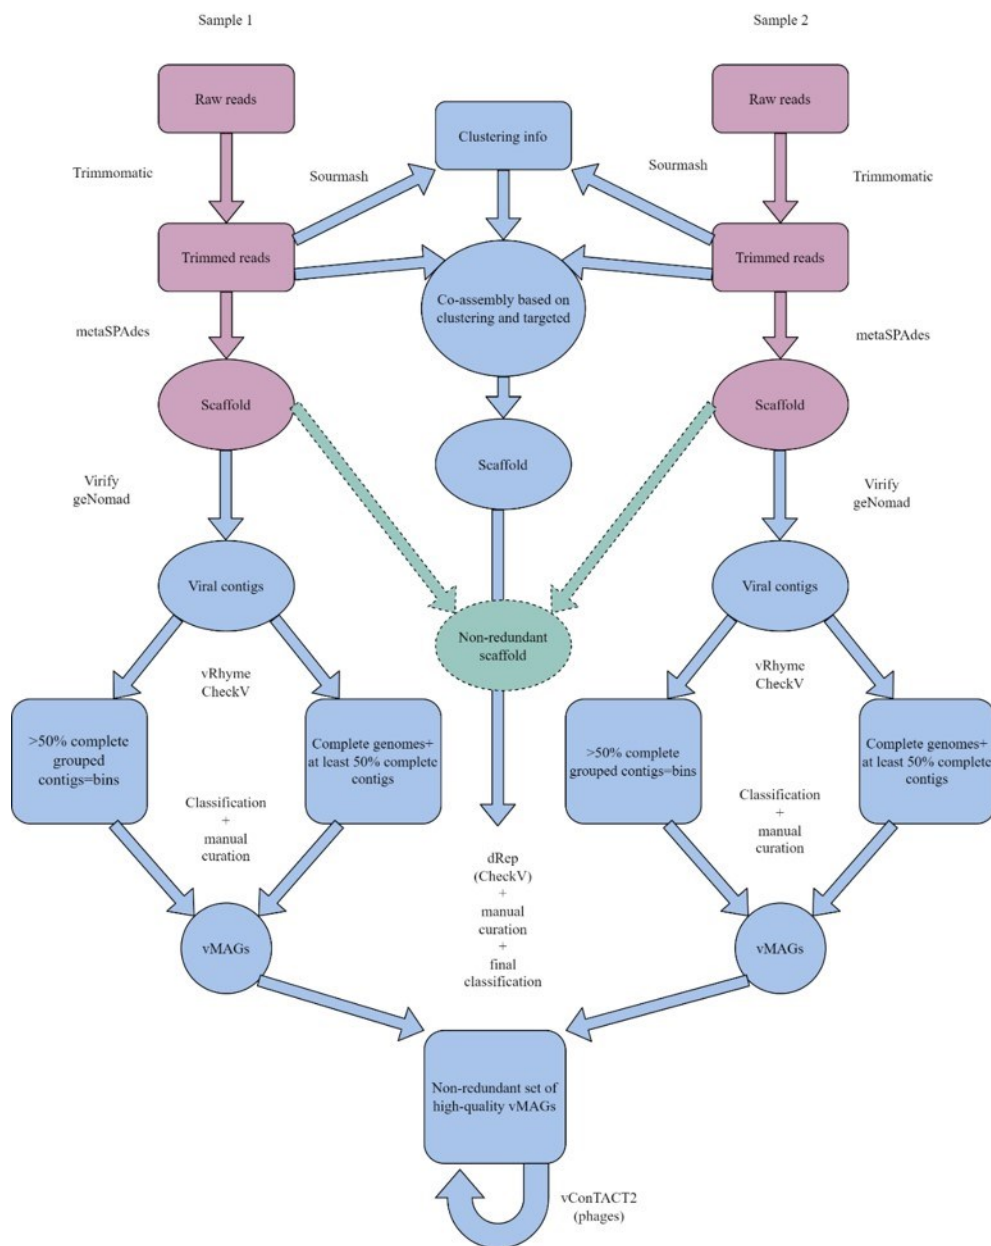 Sample 1
Sample 2
Raw reads
Clustering info
Raw reads
Trimmomatic
Sourmash
Sourmash
Trimmomatic
Trimmed reads
Trimmed reads
Co-assembly based on
clustering and targeted
metaSPAdes
metaSPAdes
Scaffold
Scaffold
Scaffold
Virify
geNomad
Virify
geNomad
Viral contigs
Viral contigs
Non-redundant
scaffold
vRhyme
CheckV
vRhyme
CheckV
>50% complete
grouped
contigs=bins
Complete genomes+
at least 50% complete
contigs
>50% complete
grouped contigs=bins
Complete genomes+
at least 50% complete
contigs
Classification
+
manual
curation
Classification
+
manual
curation
dRep
(CheckV)
+
manual
curation
+
final
classification
vMAGs
vMAGs
Non-redundant set of
high-quality vMAGs
vConTACT2
(phages)